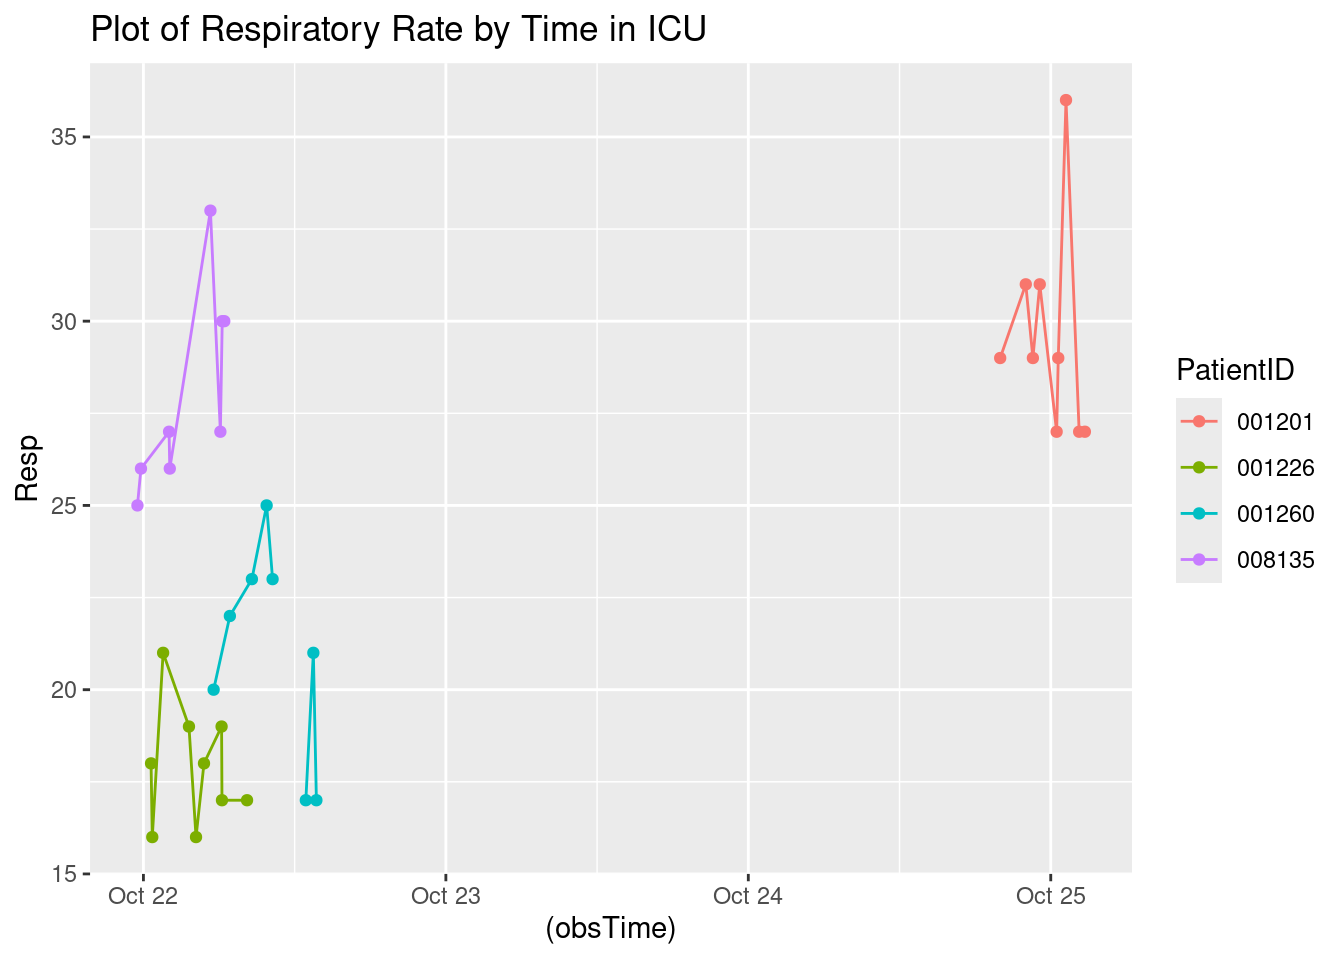 Plot of Respiratory Rate by Time in ICU
35
30
25
20
15
Resp
Oct 22
Oct 23
Oct 24
Oct 25
(obsTime)
PatientID
001201
001226
001260
008135